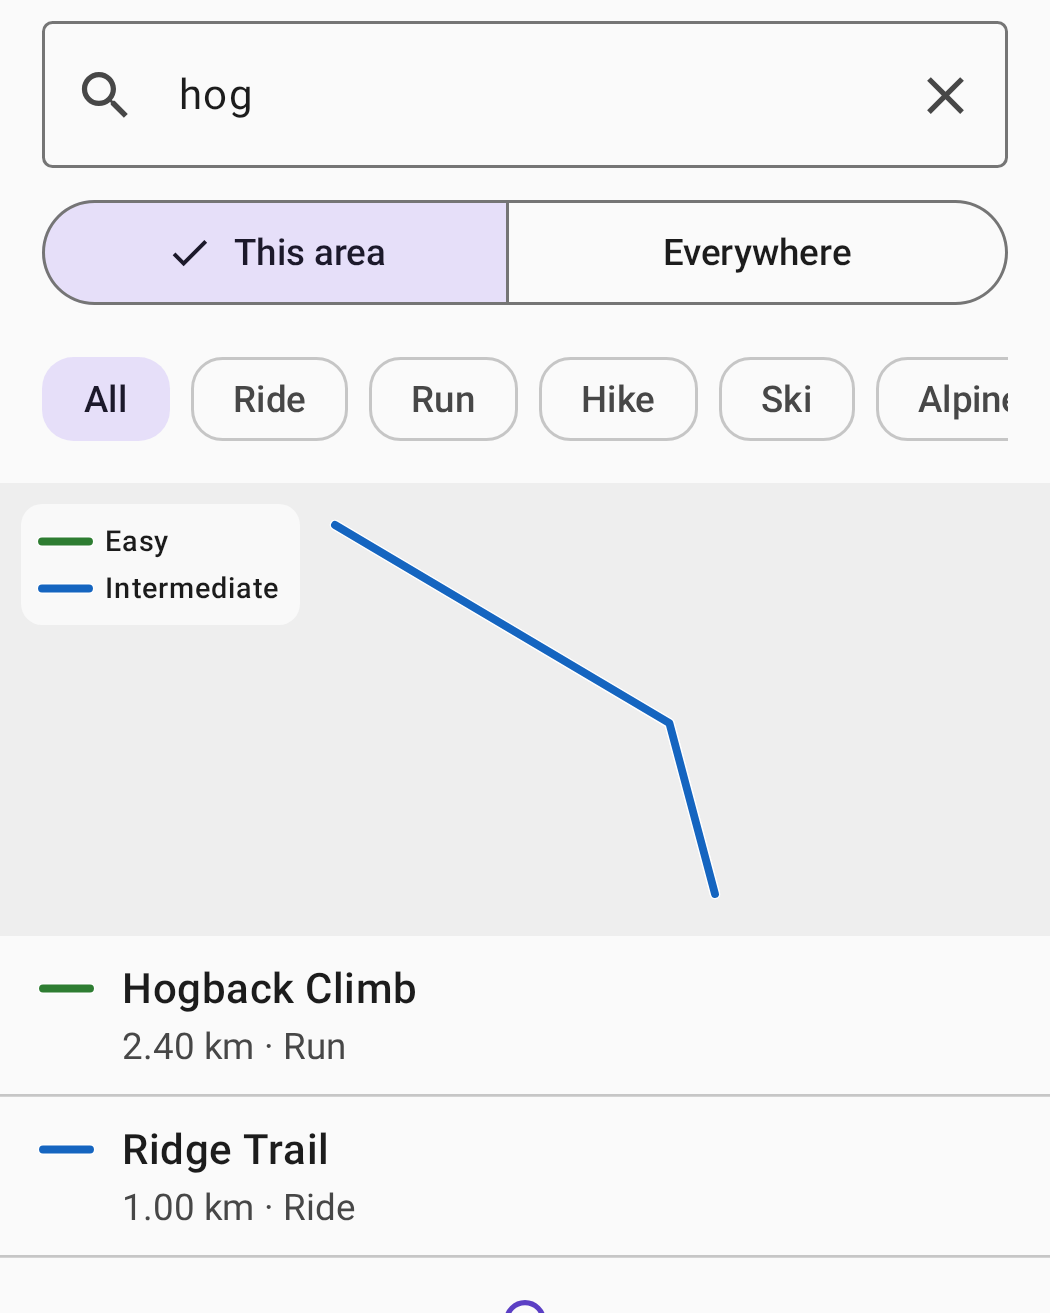 hog
This area
Everywhere
All
Ride
Run
Hike
Ski
Alpine
Easy
Intermediate
Hogback Climb
2.40 km · Run
Ridge Trail
1.00 km · Ride